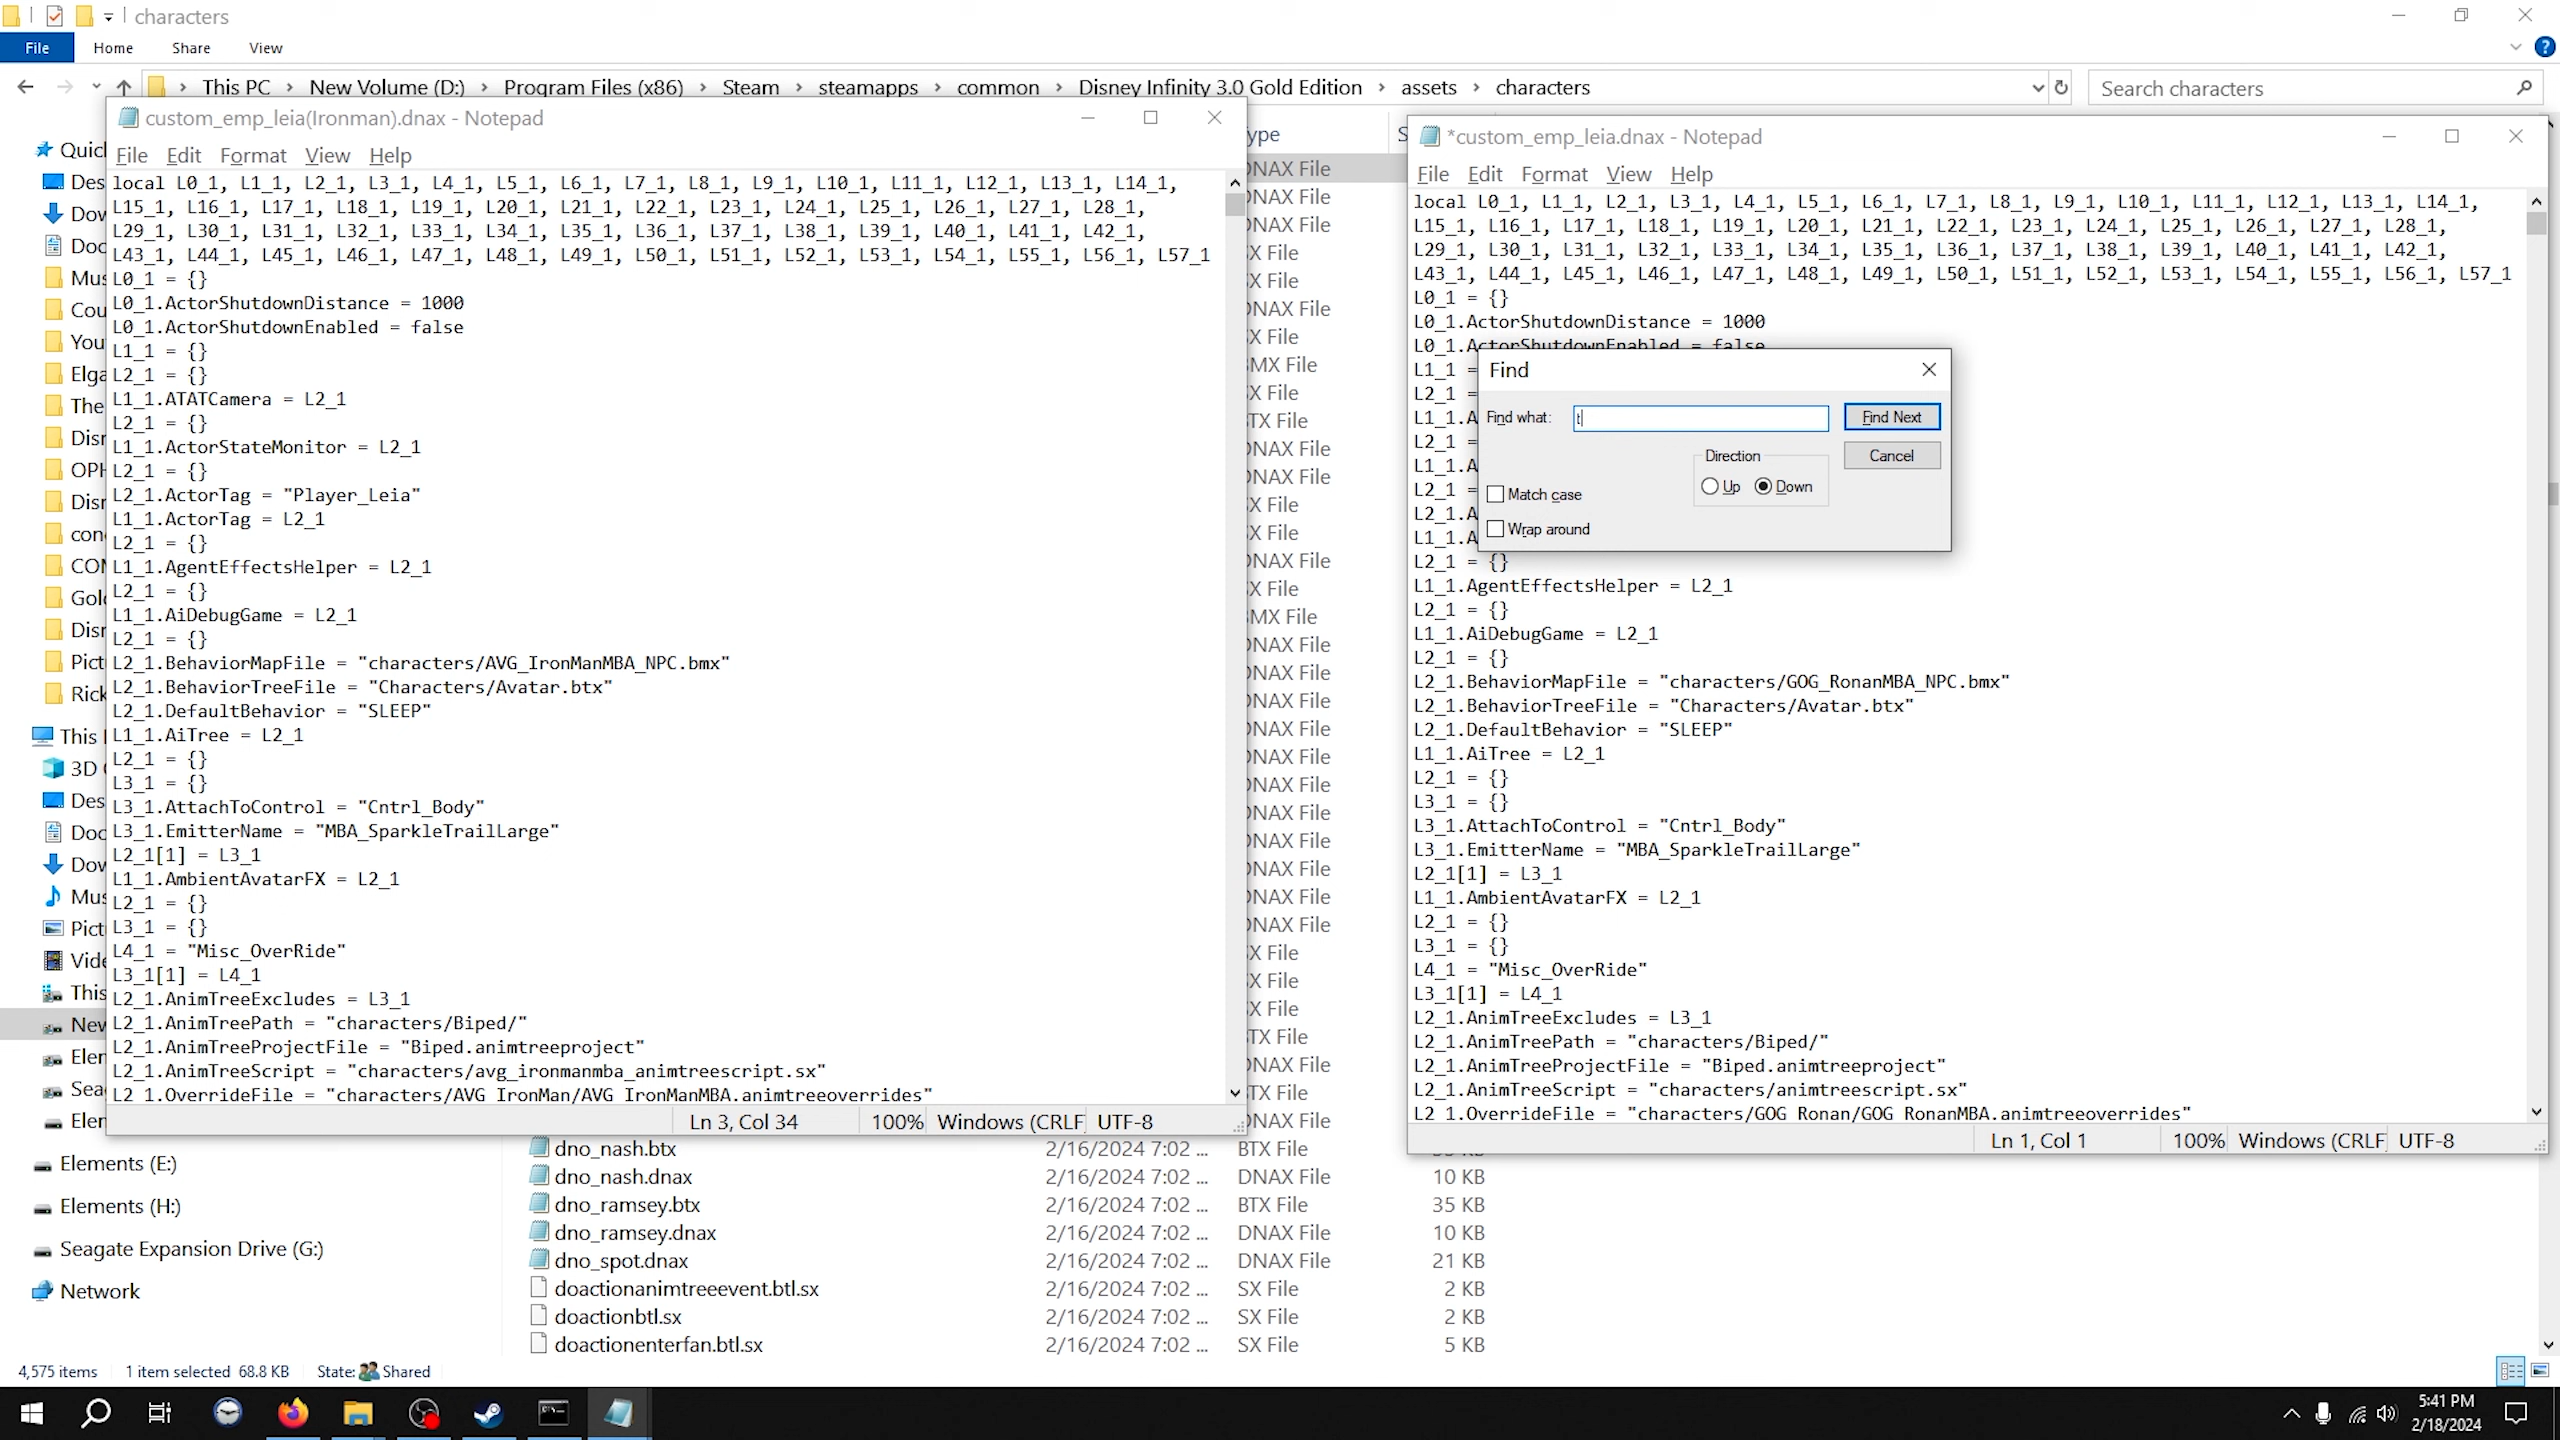 characters
File Home Share View
This PC New Volume (D:) Program Files (x86) Steam steamapps common Disney Infinity 3.0 Gold Edition assets characters
Search characters
custom_emp_leia(Ironman).dnax - Notepad
File Edit Format View Help
local L0_1, L1_1, L2_1, L3_1, L4_1, L5_1, L6_1, L7_1, L8_1, L9_1, L10_1, L11_1, L12_1, L13_1, L14_1,
L15_1, L16_1, L17_1, L18_1, L19_1, L20_1, L21_1, L22_1, L23_1, L24_1, L25_1, L26_1, L27_1, L28_1,
L29_1, L30_1, L31_1, L32_1, L33_1, L34_1, L35_1, L36_1, L37_1, L38_1, L39_1, L40_1, L41_1, L42_1,
L43_1, L44_1, L45_1, L46_1, L47_1, L48_1, L49_1, L50_1, L51_1, L52_1, L53_1, L54_1, L55_1, L56_1, L57_1
L0_1 = {}
L0_1.ActorShutdownDistance = 1000
L0_1.ActorShutdownEnabled = false
L1_1 = {}
L2_1 = {}
L1_1.ATATCamera = L2_1
L2_1 = {}
L1_1.ActorStateMonitor = L2_1
L2_1 = {}
L2_1.ActorTag = "Player_Leia"
L1_1.ActorTag = L2_1
L2_1 = {}
L1_1.AgentEffectsHelper = L2_1
L2_1 = {}
L1_1.AiDebugGame = L2_1
L2_1 = {}
L2_1.BehaviorMapFile = "characters/AVG_IronManMBA_NPC.bmx"
L2_1.BehaviorTreeFile = "Characters/Avatar.btx"
L2_1.DefaultBehavior = "SLEEP"
L1_1.AiTree = L2_1
L2_1 = {}
L3_1 = {}
L3_1.AttachToControl = "Cntrl_Body"
L3_1.EmitterName = "MBA_SparkleTrailLarge"
L2_1[1] = L3_1
L1_1.AmbientAvatarFX = L2_1
L2_1 = {}
L3_1 = {}
L4_1 = "Misc_OverRide"
L3_1[1] = L4_1
L2_1.AnimTreeExcludes = L3_1
L2_1.AnimTreePath = "characters/Biped/"
L2_1.AnimTreeProjectFile = "Biped.animtreeproject"
L2_1.AnimTreeScript = "characters/avg_ironmanmba_animtreescript.sx"
L2_1.OverrideFile = "characters/AVG_IronMan/AVG_IronManMBA.animtreeoverrides"
Ln 3, Col 34 100% Windows (CRLF UTF-8
*custom_emp_leia.dnax - Notepad
File Edit Format View Help
local L0_1, L1_1, L2_1, L3_1, L4_1, L5_1, L6_1, L7_1, L8_1, L9_1, L10_1, L11_1, L12_1, L13_1, L14_1,
L15_1, L16_1, L17_1, L18_1, L19_1, L20_1, L21_1, L22_1, L23_1, L24_1, L25_1, L26_1, L27_1, L28_1,
L29_1, L30_1, L31_1, L32_1, L33_1, L34_1, L35_1, L36_1, L37_1, L38_1, L39_1, L40_1, L41_1, L42_1,
L43_1, L44_1, L45_1, L46_1, L47_1, L48_1, L49_1, L50_1, L51_1, L52_1, L53_1, L54_1, L55_1, L56_1, L57_1
L0_1 = {}
L0_1.ActorShutdownDistance = 1000
L0_1.ActorShutdownEnabled = false
L1_1 =
L2_1 =
L1_1.A
L2_1 =
L1_1.A
L2_1 =
L2_1.A
L1_1.A
Find
Find what: t
Find Next
Direction
Cancel
Up Down
Match case
Wrap around
L2_1 = {}
L1_1.AgentEffectsHelper = L2_1
L2_1 = {}
L1_1.AiDebugGame = L2_1
L2_1 = {}
L2_1.BehaviorMapFile = "characters/GOG_RonanMBA_NPC.bmx"
L2_1.BehaviorTreeFile = "Characters/Avatar.btx"
L2_1.DefaultBehavior = "SLEEP"
L1_1.AiTree = L2_1
L2_1 = {}
L3_1 = {}
L3_1.AttachToControl = "Cntrl_Body"
L3_1.EmitterName = "MBA_SparkleTrailLarge"
L2_1[1] = L3_1
L1_1.AmbientAvatarFX = L2_1
L2_1 = {}
L3_1 = {}
L4_1 = "Misc_OverRide"
L3_1[1] = L4_1
L2_1.AnimTreeExcludes = L3_1
L2_1.AnimTreePath = "characters/Biped/"
L2_1.AnimTreeProjectFile = "Biped.animtreeproject"
L2_1.AnimTreeScript = "characters/animtreescript.sx"
L2_1.OverrideFile = "characters/GOG_Ronan/GOG_RonanMBA.animtreeoverrides"
Ln 1, Col 1 100% Windows (CRLF UTF-8
Elements (E:)
Elements (H:)
Seagate Expansion Drive (G:)
Network
dno_nash.btx 2/16/2024 7:02 ... BTX File
dno_nash.dnax 2/16/2024 7:02 ... DNAX File 10 KB
dno_ramsey.btx 2/16/2024 7:02 ... BTX File 35 KB
dno_ramsey.dnax 2/16/2024 7:02 ... DNAX File 10 KB
dno_spot.dnax 2/16/2024 7:02 ... DNAX File 21 KB
doactionanimtreeevent.btl.sx 2/16/2024 7:02 ... SX File 2 KB
doactionbtl.sx 2/16/2024 7:02 ... SX File 2 KB
doactionenterfan.btl.sx 2/16/2024 7:02 ... SX File 5 KB
4,575 items 1 item selected 68.8 KB State: Shared
5:41 PM
2/18/2024